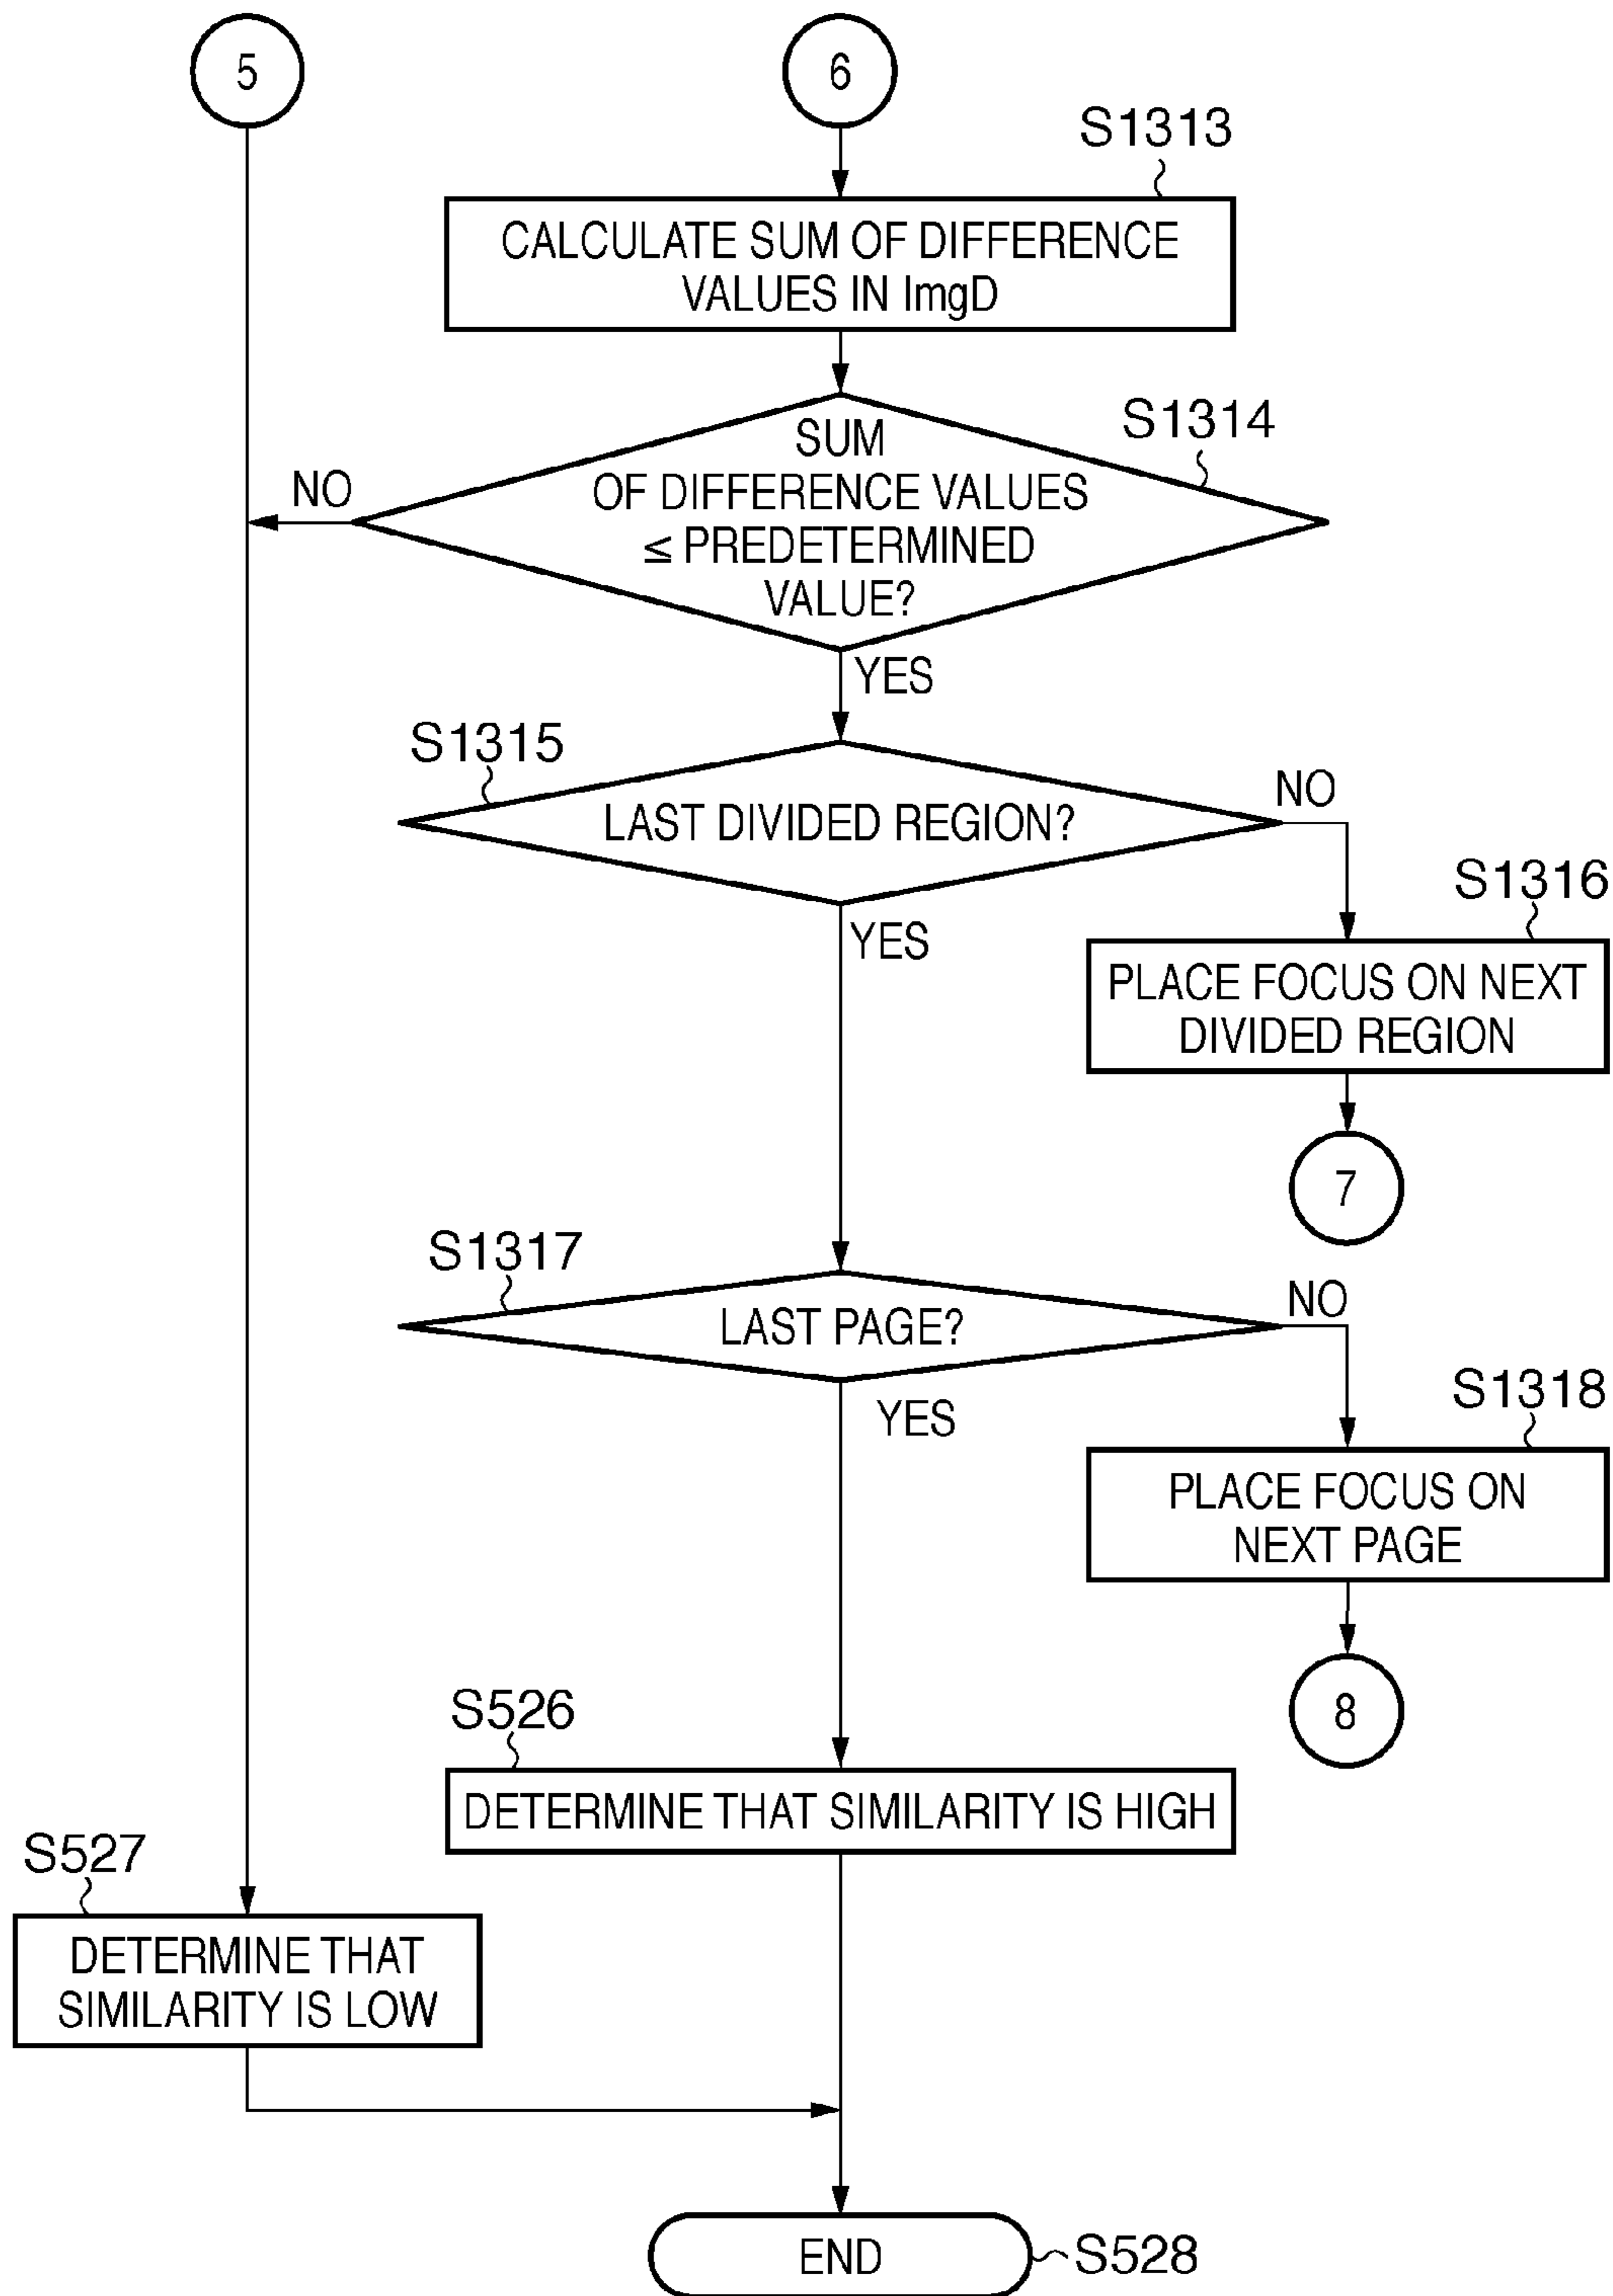 5
6
S1313
CALCULATE SUM OF DIFFERENCE
VALUES IN ImgD
S1314
SUM
OF DIFFERENCE VALUES
≤ PREDETERMINED
VALUE?
NO
YES
S1315
LAST DIVIDED REGION?
NO
YES
S1316
PLACE FOCUS ON NEXT
DIVIDED REGION
7
S1317
LAST PAGE?
NO
YES
S1318
PLACE FOCUS ON
NEXT PAGE
8
S526
DETERMINE THAT SIMILARITY IS HIGH
S527
DETERMINE THAT
SIMILARITY IS LOW
END
S528